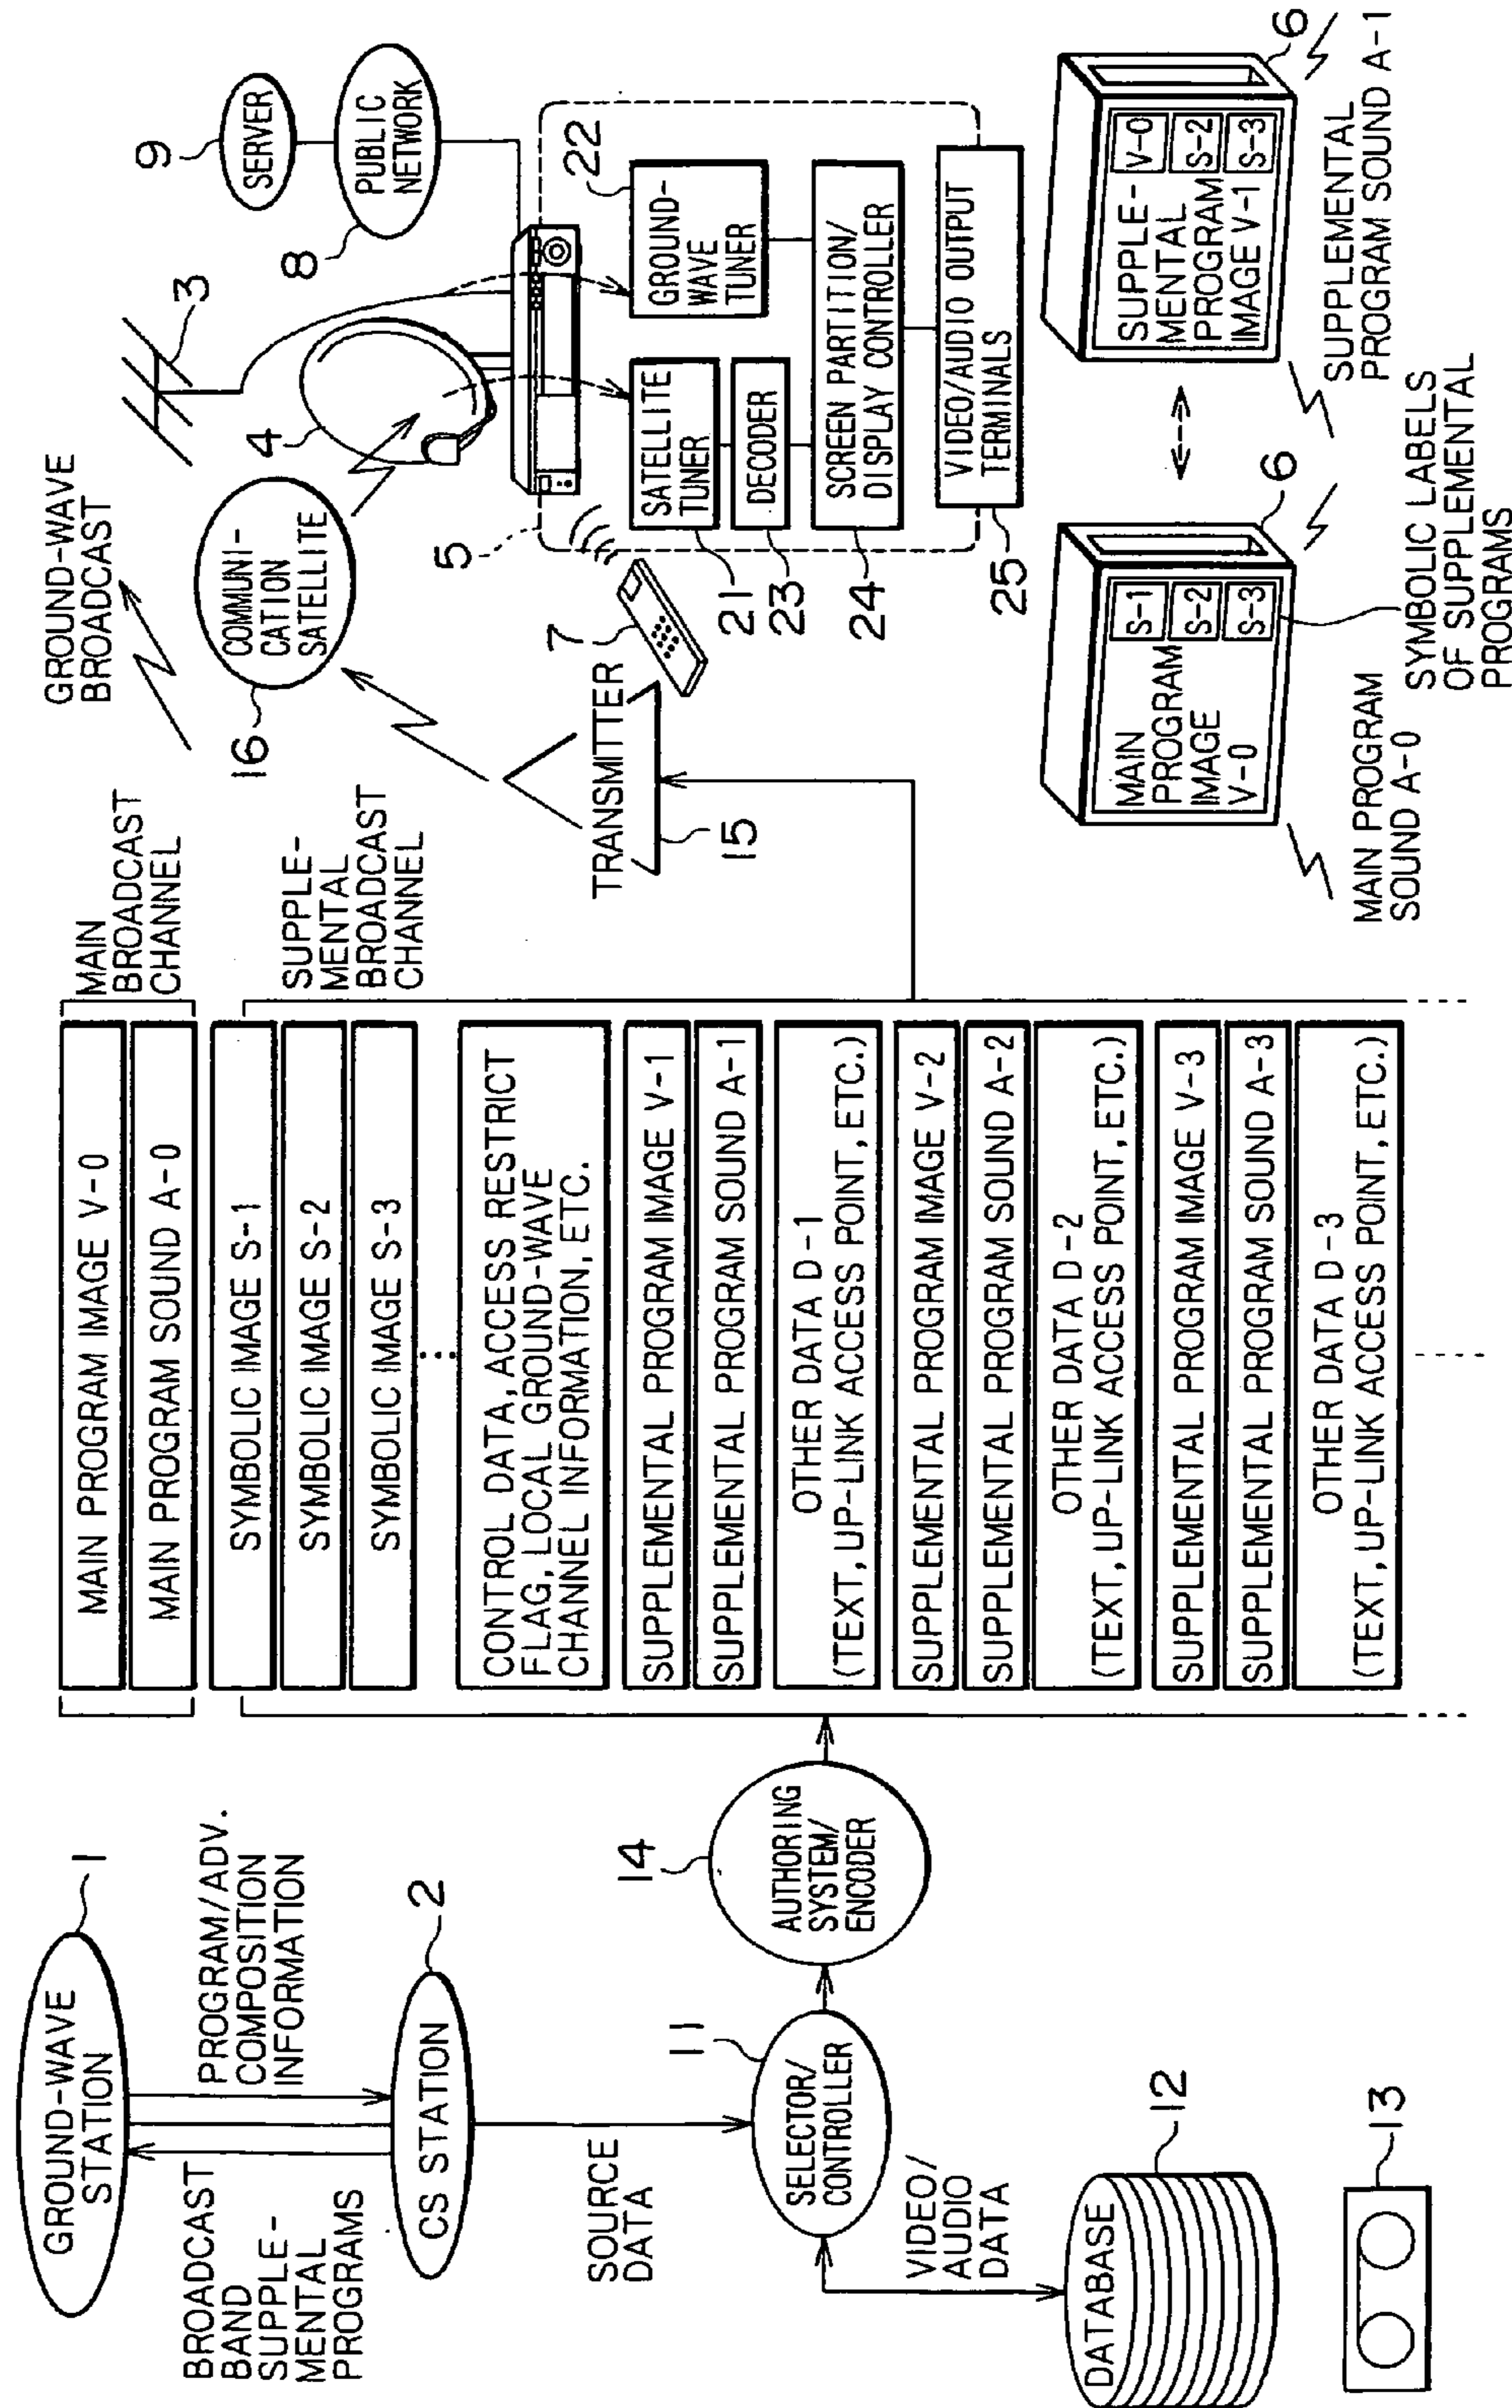 GROUND-WAVE
STATION
1
PROGRAM/ADV.
COMPOSITION
INFORMATION
BROADCAST
BAND
SUPPLE-
MENTAL
PROGRAMS
CS STATION
2
SOURCE
DATA
SELECTOR/
CONTROLLER
11
VIDEO/
AUDIO
DATA
DATABASE
12
13
AUTHORING
SYSTEM/
ENCODER
14
MAIN
BROADCAST
CHANNEL
MAIN PROGRAM IMAGE V-0
MAIN PROGRAM SOUND A-0
SUPPLE-
MENTAL
BROADCAST
CHANNEL
SYMBOLIC IMAGE S-1
SYMBOLIC IMAGE S-2
SYMBOLIC IMAGE S-3
CONTROL DATA, ACCESS RESTRICT
FLAG, LOCAL GROUND-WAVE
CHANNEL INFORMATION, ETC.
SUPPLEMENTAL PROGRAM IMAGE V-1
SUPPLEMENTAL PROGRAM SOUND A-1
OTHER DATA D-1
(TEXT, UP-LINK ACCESS POINT, ETC.)
SUPPLEMENTAL PROGRAM IMAGE V-2
SUPPLEMENTAL PROGRAM SOUND A-2
OTHER DATA D-2
(TEXT, UP-LINK ACCESS POINT, ETC.)
SUPPLEMENTAL PROGRAM IMAGE V-3
SUPPLEMENTAL PROGRAM SOUND A-3
OTHER DATA D-3
(TEXT, UP-LINK ACCESS POINT, ETC.)
GROUND-WAVE
BROADCAST
COMMUNI-
CATION
SATELLITE
16
TRANSMITTER
15
3
4
5
7
SERVER
9
PUBLIC
NETWORK
8
SATELLITE
TUNER
21
GROUND-
WAVE
TUNER
22
DECODER
23
SCREEN PARTITION/
DISPLAY CONTROLLER
24
VIDEO/AUDIO OUTPUT
TERMINALS
25
MAIN
PROGRAM
IMAGE
V-0
S-1
S-2
S-3
6
MAIN PROGRAM
SOUND A-0
SYMBOLIC LABELS
OF SUPPLEMENTAL
PROGRAMS
SUPPLE-
MENTAL
PROGRAM
IMAGE V-1
V-0
S-2
S-3
6
SUPPLEMENTAL
PROGRAM SOUND A-1